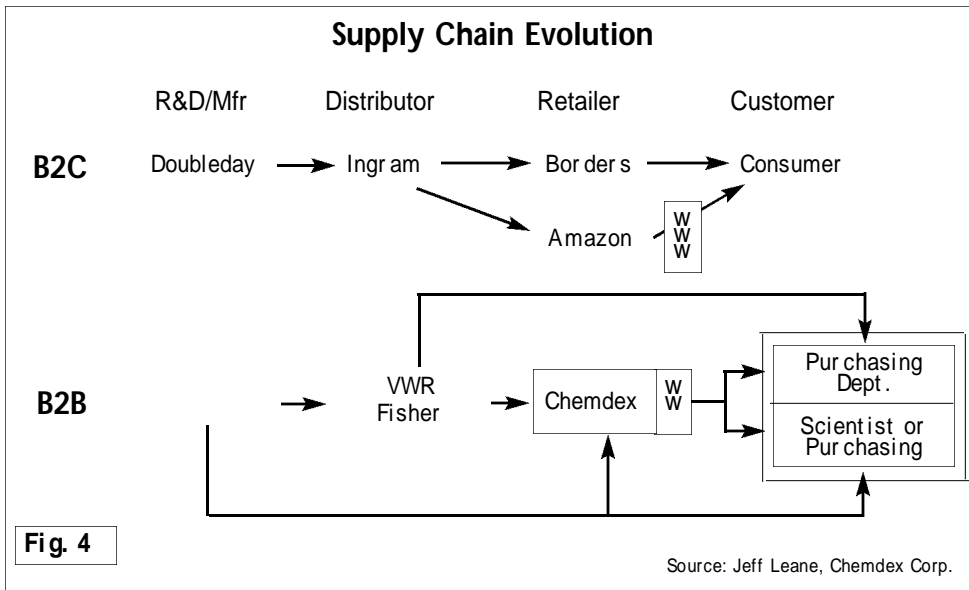 Supply Chain Evolution
R&D/Mfr Distributor Retailer Customer
B2C Doubleday Ingram Borders Consumer
Amazon
W
W
W
B2B
VWR
Fisher
Chemdex
W
W
Purchasing
Dept.
Scientist or
Purchasing
Fig. 4
Source: Jeff Leane, Chemdex Corp.